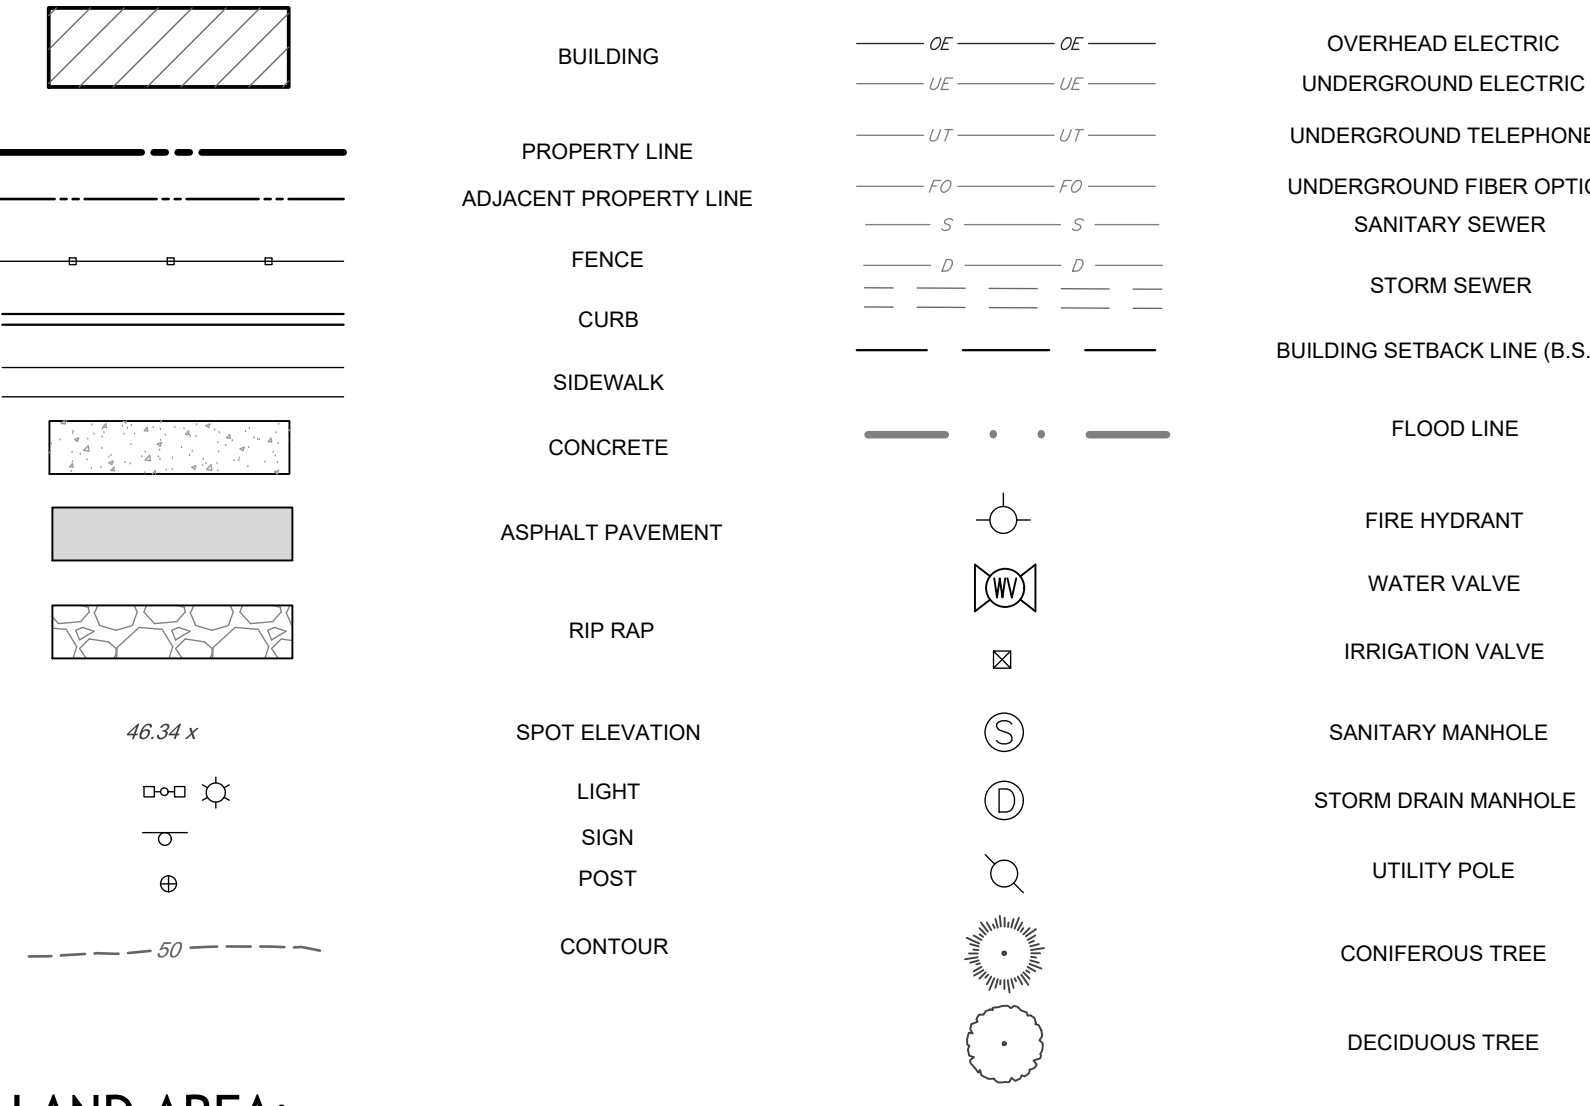 BUILDING
PROPERTY LINE
ADJACENT PROPERTY LINE
FENCE
CURB
SIDEWALK
CONCRETE
ASPHALT PAVEMENT
RIP RAP
46.34 x SPOT ELEVATION
LIGHT
SIGN
POST
50 CONTOUR
OE OE OVERHEAD ELECTRIC
UE UE UNDERGROUND ELECTRIC
UT UT UNDERGROUND TELEPHONE
FO FO UNDERGROUND FIBER OPTIC
S S SANITARY SEWER
D D
STORM SEWER
BUILDING SETBACK LINE (B.S.
FLOOD LINE
FIRE HYDRANT
WV WATER VALVE
IRRIGATION VALVE
S SANITARY MANHOLE
D STORM DRAIN MANHOLE
UTILITY POLE
CONIFEROUS TREE
DECIDUOUS TREE
LAND AREA: